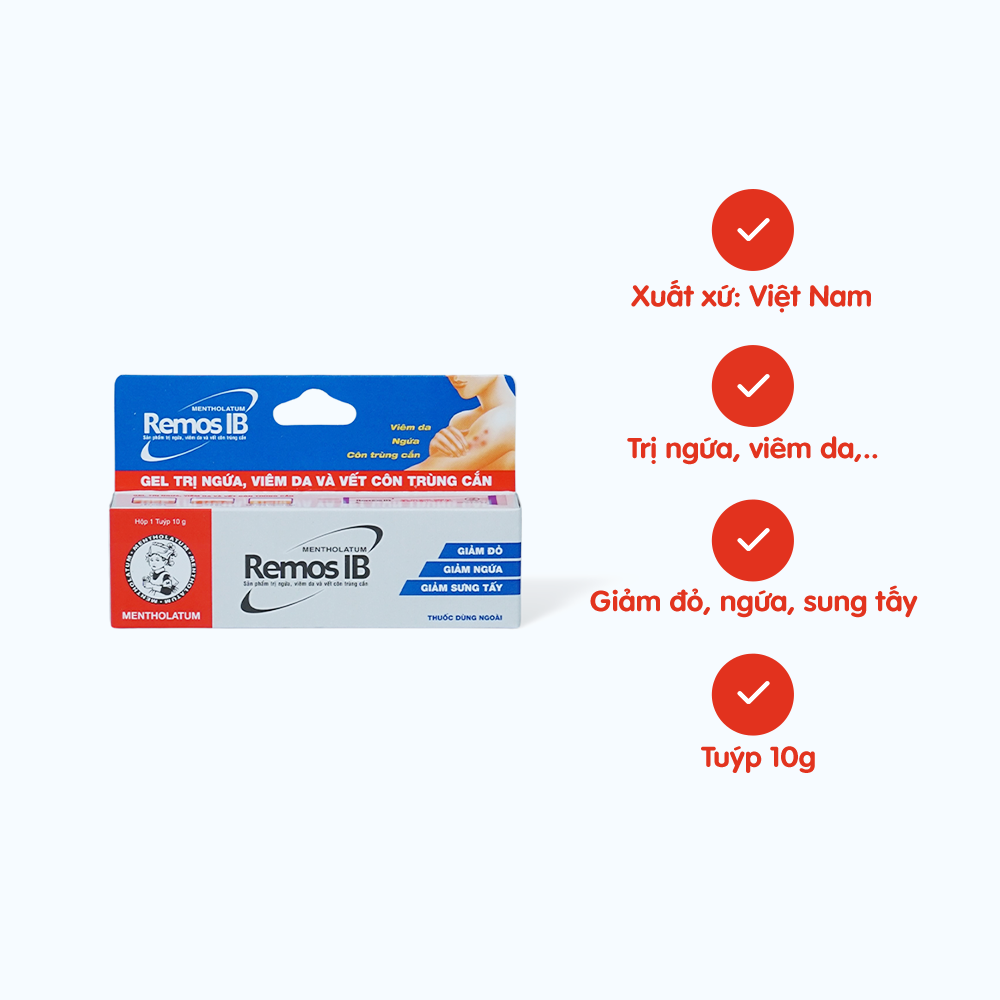 MENTHOLATUM
Remos IB
Sản phẩm trị ngứa, viêm da và vết côn trùng cắn
Viêm da
Ngứa
Côn trùng cắn
GEL TRỊ NGỨA, VIÊM DA VÀ VẾT CÔN TRÙNG CẮN
Hộp 1 Tuýp 10 g
MENTHOLATUM • MENTHOLATUM • MENTHOLATUM
MENTHOLATUM
MENTHOLATUM
Remos IB
Sản phẩm trị ngứa, viêm da và vết côn trùng cắn
GIẢM ĐỎ
GIẢM NGỨA
GIẢM SƯNG TẤY
THUỐC DÙNG NGOÀI
Xuất xứ: Việt Nam
Trị ngứa, viêm da,..
Giảm đỏ, ngứa, sung tấy
Tuýp 10g